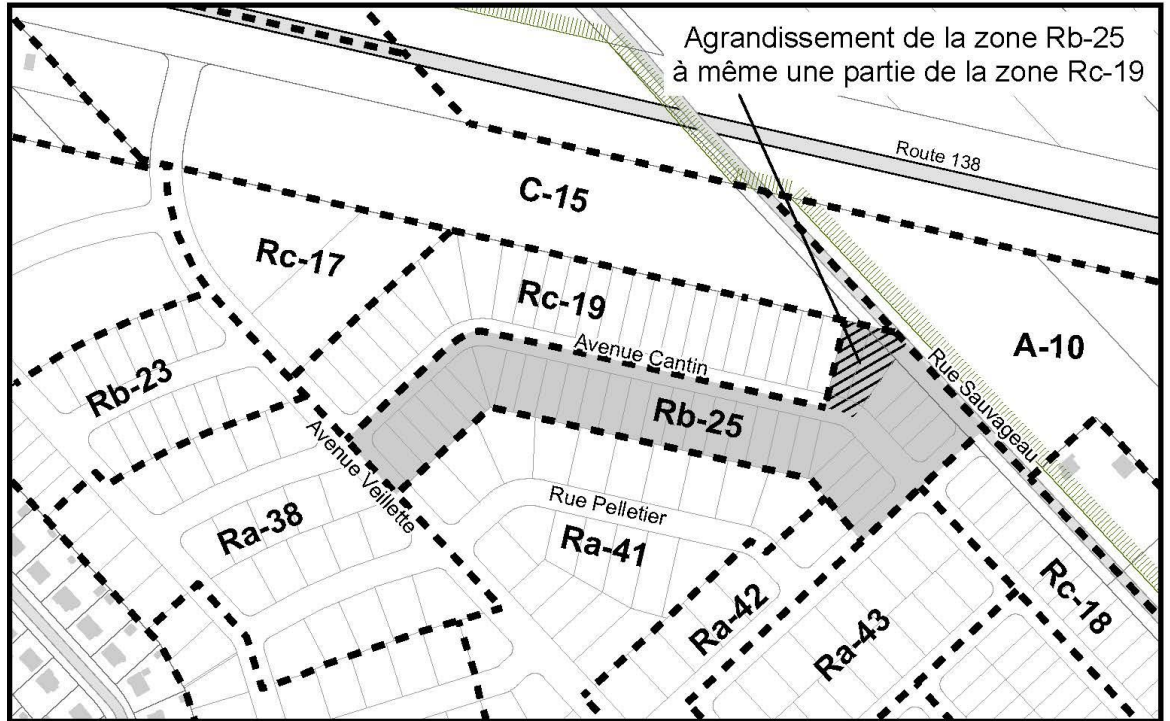 Agrandissement de la zone Rb-25
à même une partie de la zone Rc-19
Route 138
C-15
Rc-17
Rc-19
A-10
Avenue Cantin
Rue Sauvageau
Rb-23
Rb-25
Avenue Veillette
Rue Pelletier
Ra-38
Ra-41
Rc-18
Ra-42
Ra-43